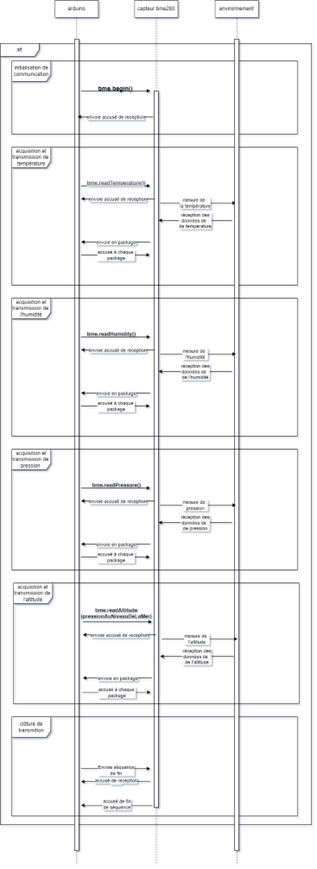 arduino
capteur bme280
environnement
alt
initialisation de
communication
bme.begin()
envoie accusé de reception
acquisition et
transmission de
température
bme.readTemperature()
envoie accusé de reception
mesure de
la température
réception des
données de
de température
envoie en package
accusé à chaque
package
acquisition et
transmission de
l'humidité
bme.readHumidity()
envoie accusé de reception
mesure de
l'humidité
réception des
données de
de l'humidité
envoie en package
accusé à chaque
package
acquisition et
transmission de
pression
bme.readPressure()
envoie accusé de reception
mesure de
pression
réception des
données de
de pression
envoie en package
accusé à chaque
package
acquisition et
transmission de
l'altitude
bme.readAltitude
(pressionAuNiveauDeLaMer)
envoie accusé de reception
mesure de
l'altitude
réception des
données de
de l'altitude
envoie en package
accusé à chaque
package
clôture de
transmition
Envoie séquence
de fin
accusé de reception
accusé de fin
de séquence